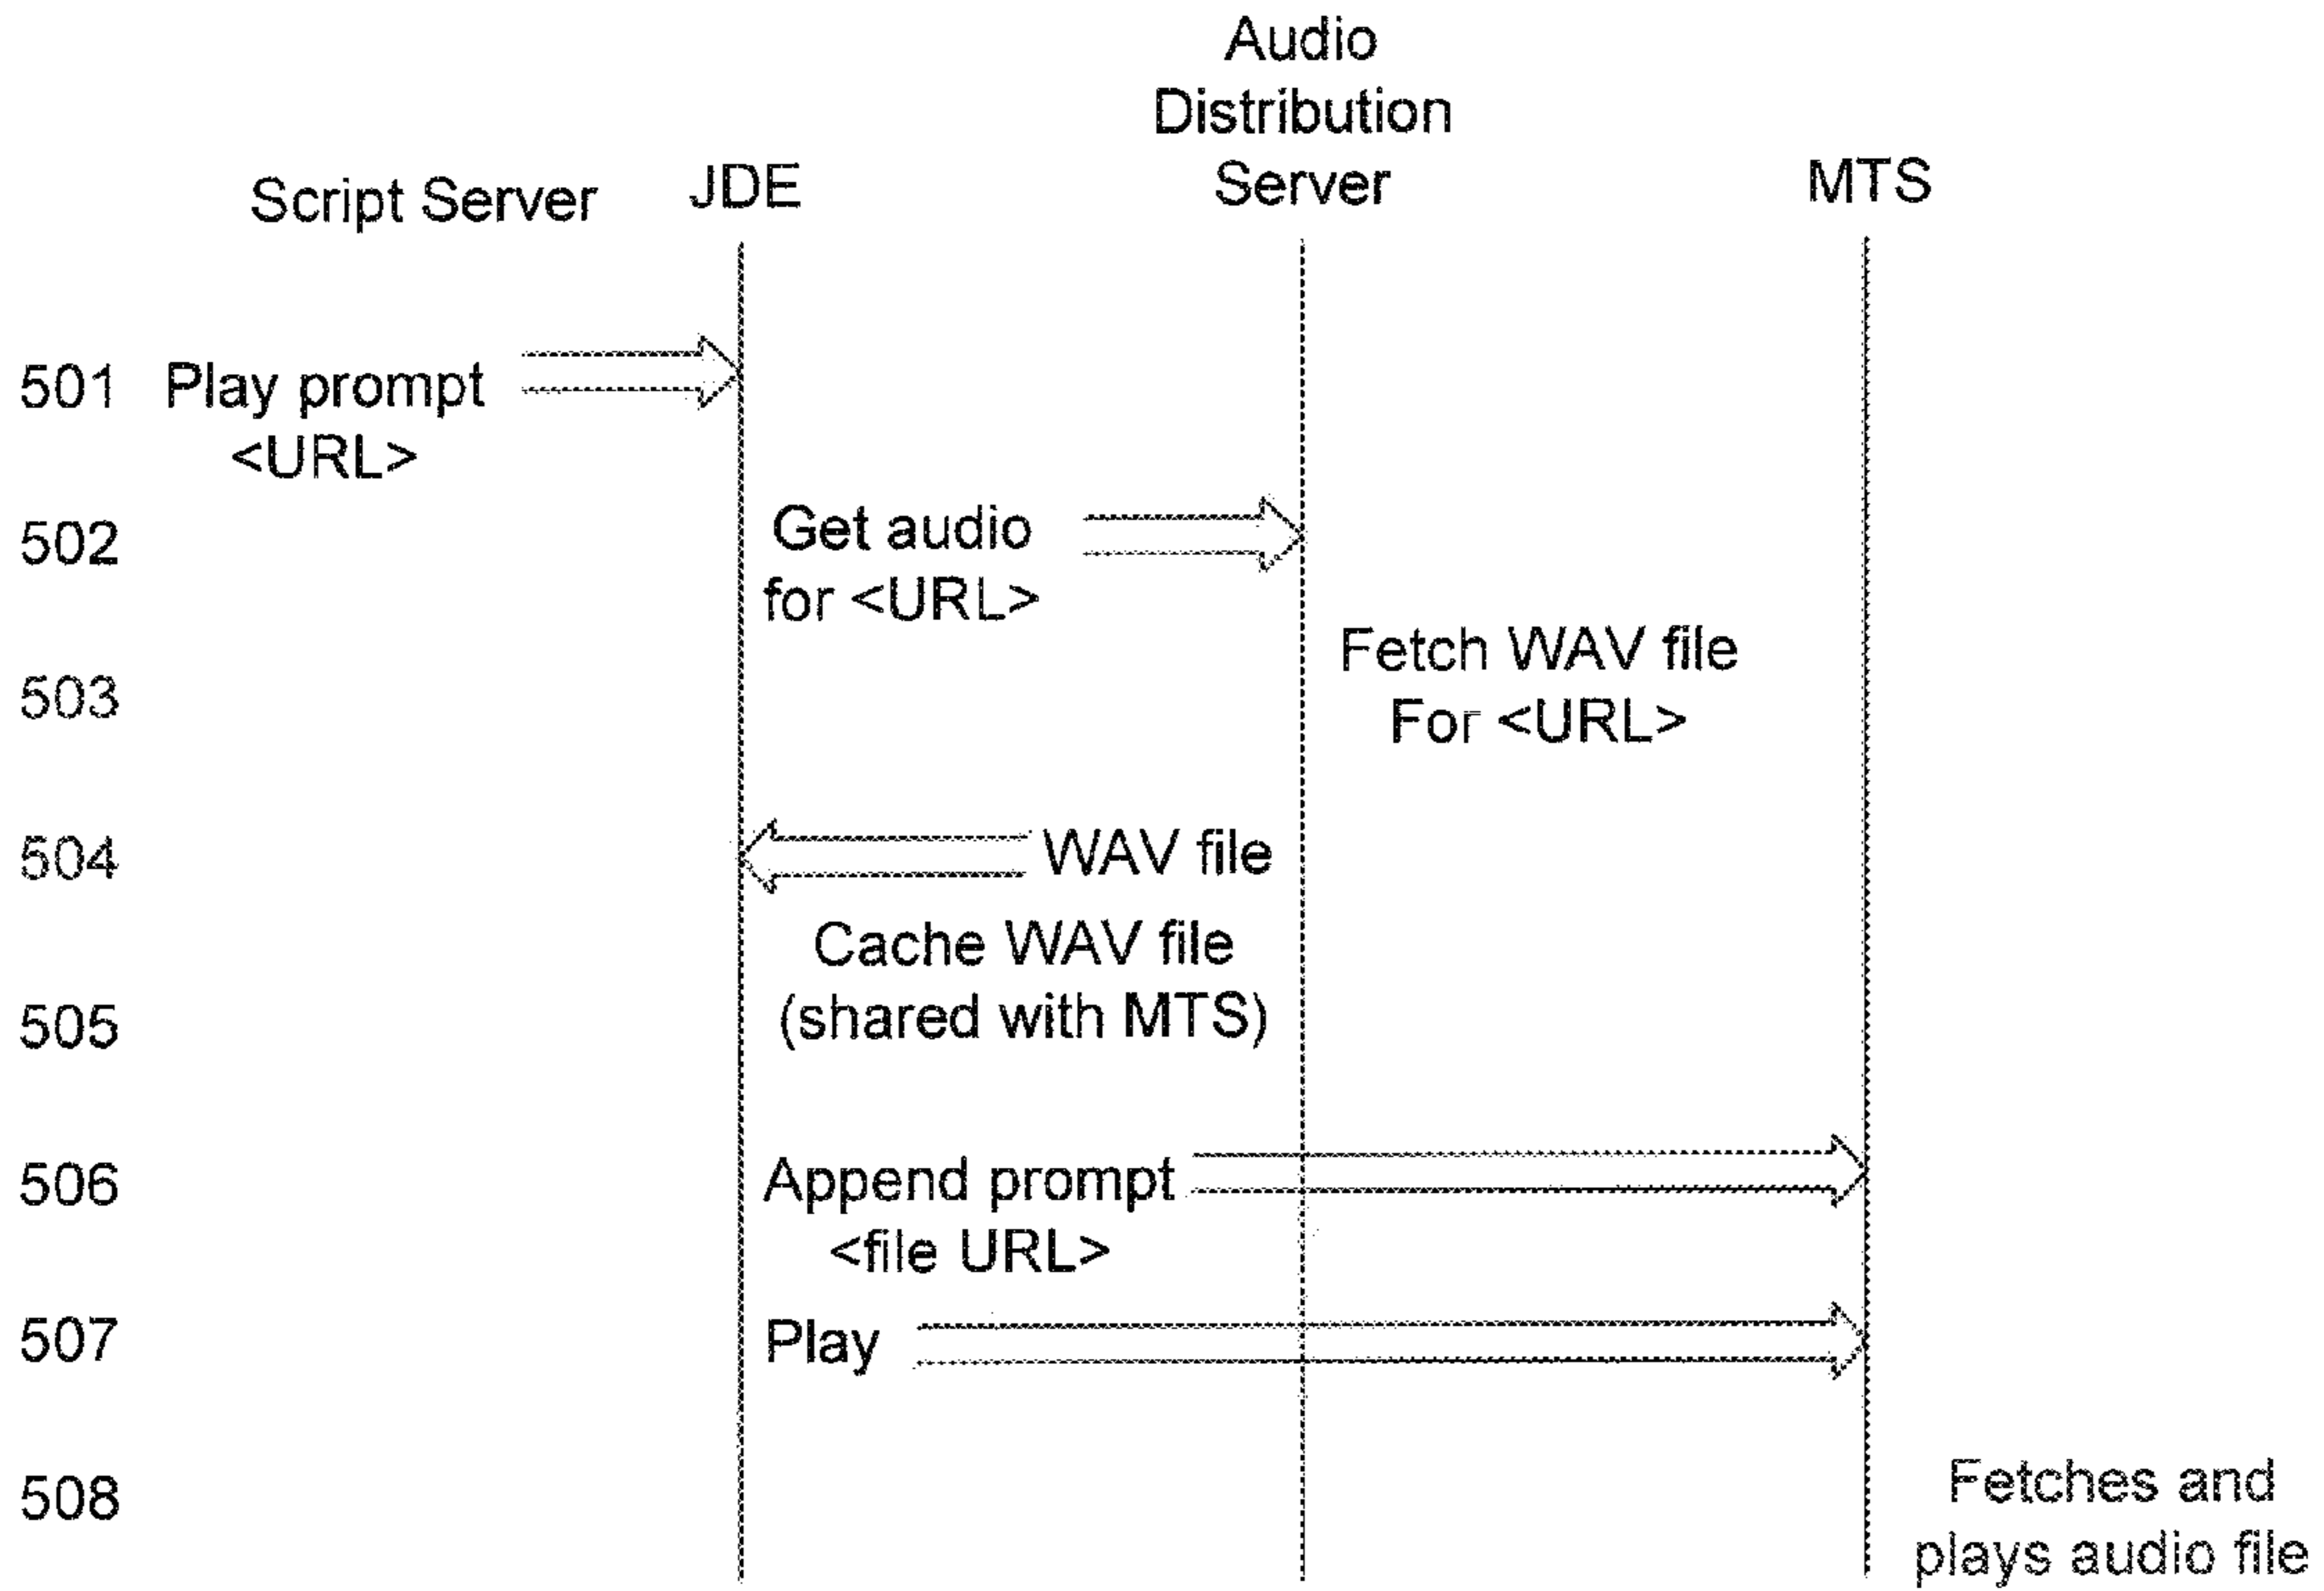 Audio
Distribution
Server
Script Server
JDE
MTS
501
Play prompt
<URL>
502
Get audio
for <URL>
503
Fetch WAV file
For <URL>
504
WAV file
505
Cache WAV file
(shared with MTS)
506
Append prompt
<file URL>
507
Play
508
Fetches and
plays audio file